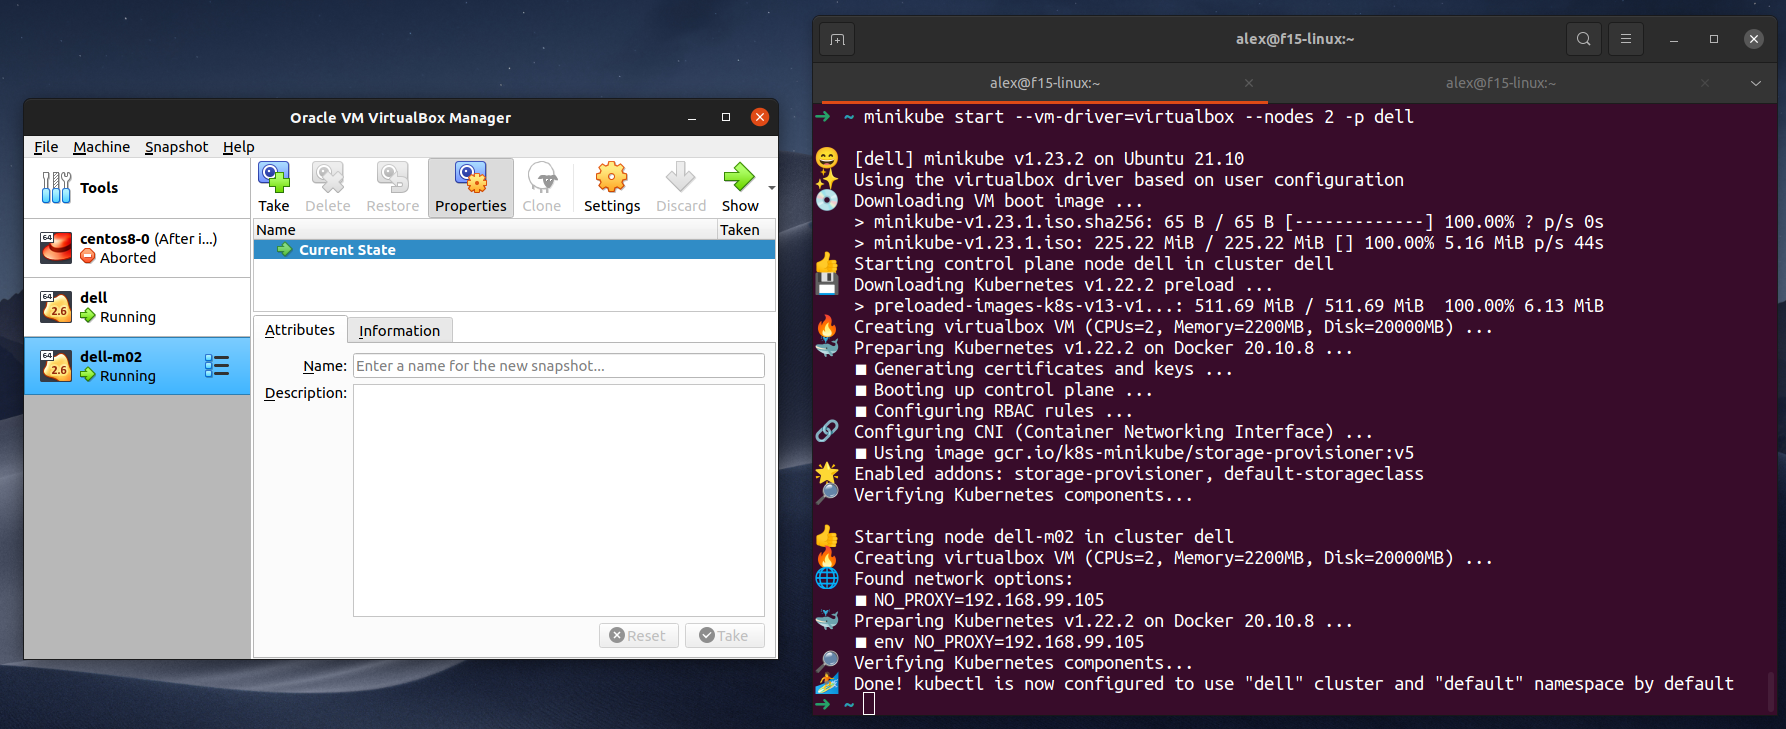 Oracle VM VirtualBox Manager
File Machine Snapshot Help
Tools
64
centos8-0 (After i...)
Aborted
64
2.6
dell
Running
64
2.6
dell-m02
Running
Take Delete Restore Properties Clone Settings Discard Show
Name Taken
Current State
Attributes Information
Name: Enter a name for the new snapshot...
Description:
Reset Take
alex@f15-linux:~
alex@f15-linux:~ alex@f15-linux:~
➜ ~ minikube start --vm-driver=virtualbox --nodes 2 -p dell
😄 [dell] minikube v1.23.2 on Ubuntu 21.10
✨ Using the virtualbox driver based on user configuration
💿 Downloading VM boot image ...
> minikube-v1.23.1.iso.sha256: 65 B / 65 B [-------------] 100.00% ? p/s 0s
> minikube-v1.23.1.iso: 225.22 MiB / 225.22 MiB [] 100.00% 5.16 MiB p/s 44s
👍 Starting control plane node dell in cluster dell
💾 Downloading Kubernetes v1.22.2 preload ...
> preloaded-images-k8s-v13-v1...: 511.69 MiB / 511.69 MiB 100.00% 6.13 MiB
🔥 Creating virtualbox VM (CPUs=2, Memory=2200MB, Disk=20000MB) ...
🐳 Preparing Kubernetes v1.22.2 on Docker 20.10.8 ...
■ Generating certificates and keys ...
■ Booting up control plane ...
■ Configuring RBAC rules ...
🔗 Configuring CNI (Container Networking Interface) ...
■ Using image gcr.io/k8s-minikube/storage-provisioner:v5
🌟 Enabled addons: storage-provisioner, default-storageclass
🔎 Verifying Kubernetes components...
👍 Starting node dell-m02 in cluster dell
🔥 Creating virtualbox VM (CPUs=2, Memory=2200MB, Disk=20000MB) ...
🌐 Found network options:
■ NO_PROXY=192.168.99.105
🐳 Preparing Kubernetes v1.22.2 on Docker 20.10.8 ...
■ env NO_PROXY=192.168.99.105
🔎 Verifying Kubernetes components...
🏄 Done! kubectl is now configured to use "dell" cluster and "default" namespace by default
➜ ~